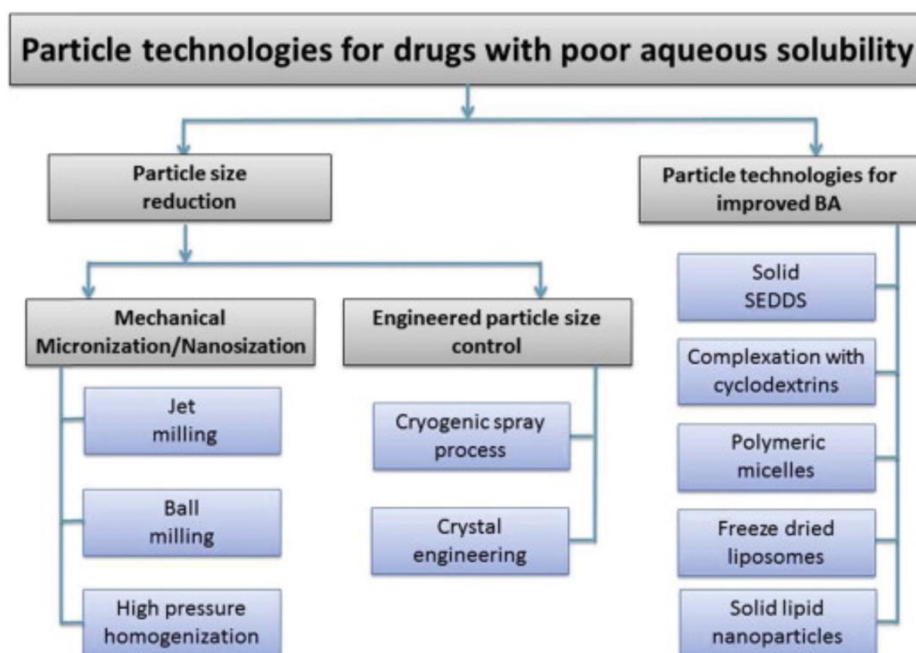 Particle technologies for drugs with poor aqueous solubility
Particle size
reduction
Particle technologies for
improved BA
Mechanical
Micronization/Nanosization
Engineered particle size
control
Jet
milling
Ball
milling
High pressure
homogenization
Cryogenic spray
process
Crystal
engineering
Solid
SEDDS
Complexation with
cyclodextrins
Polymeric
micelles
Freeze dried
liposomes
Solid lipid
nanoparticles